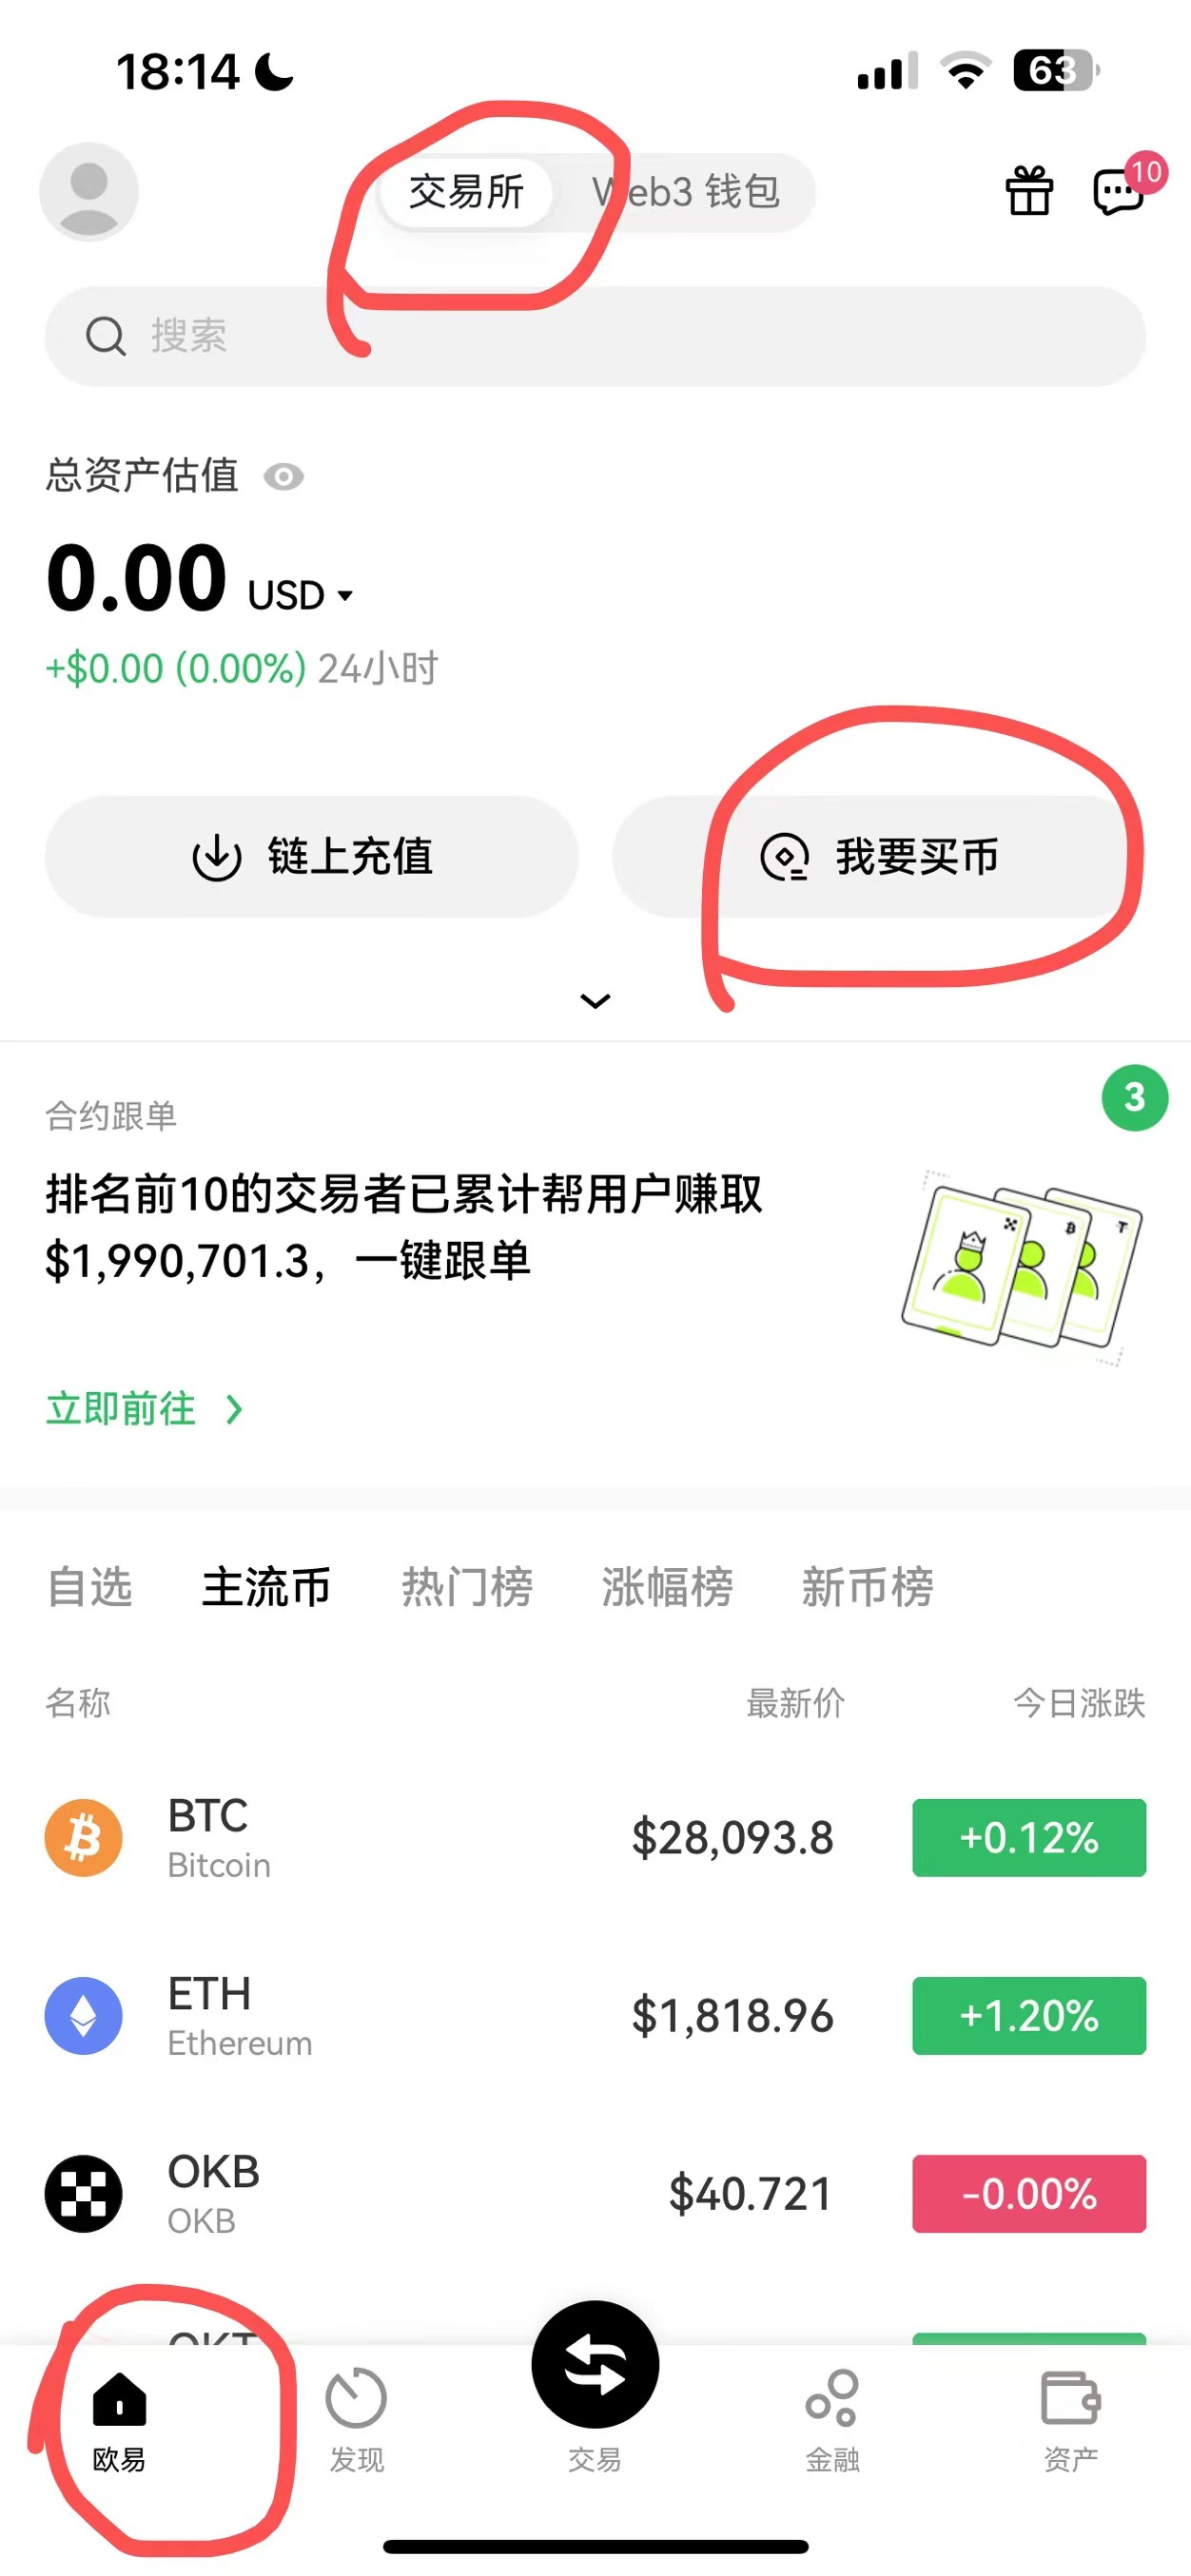 18:14
63
交易所 Web3 钱包
10
搜索
总资产估值
0.00 USD
+$0.00 (0.00%) 24小时
链上充值 我要买币
合约跟单
3
排名前10的交易者已累计帮用户赚取
$1,990,701.3，一键跟单
立即前往
自选 主流币 热门榜 涨幅榜 新币榜
名称 最新价 今日涨跌
BTC
Bitcoin
$28,093.8 +0.12%
ETH
Ethereum
$1,818.96 +1.20%
OKB
OKB
$40.721 -0.00%
OKT
欧易 发现 交易 金融 资产